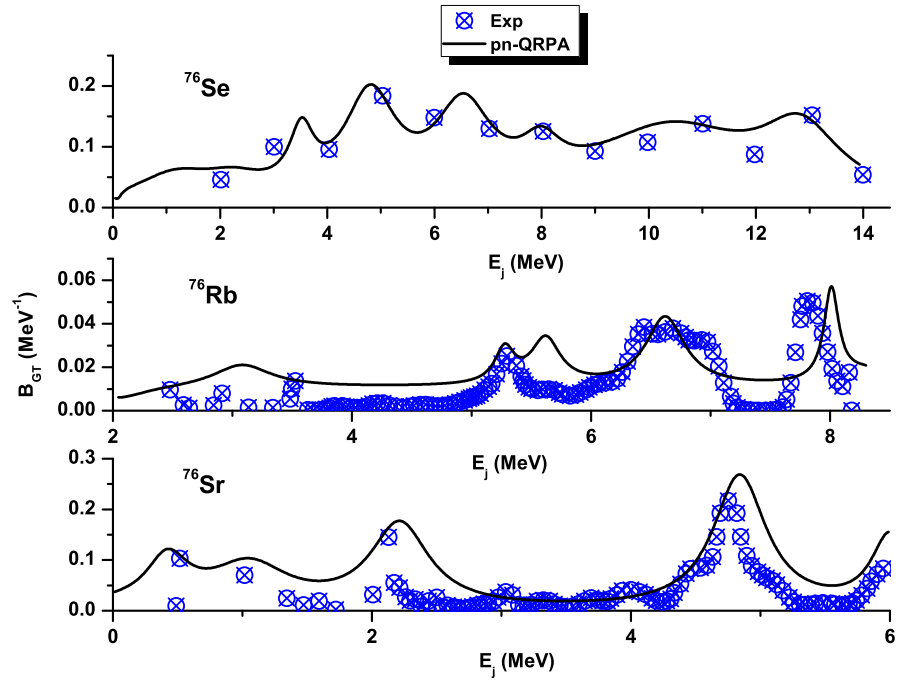 Exp
pn-QRPA
76Se
0.2
0.1
0.0
0 2 4 6 8 10 12 14
Ej (MeV)
76Rb
0.06
0.04
0.02
0.00
2 4 6 8
Ej (MeV)
BGT (MeV-1)
76Sr
0.3
0.2
0.1
0.0
0 2 4 6
Ej (MeV)